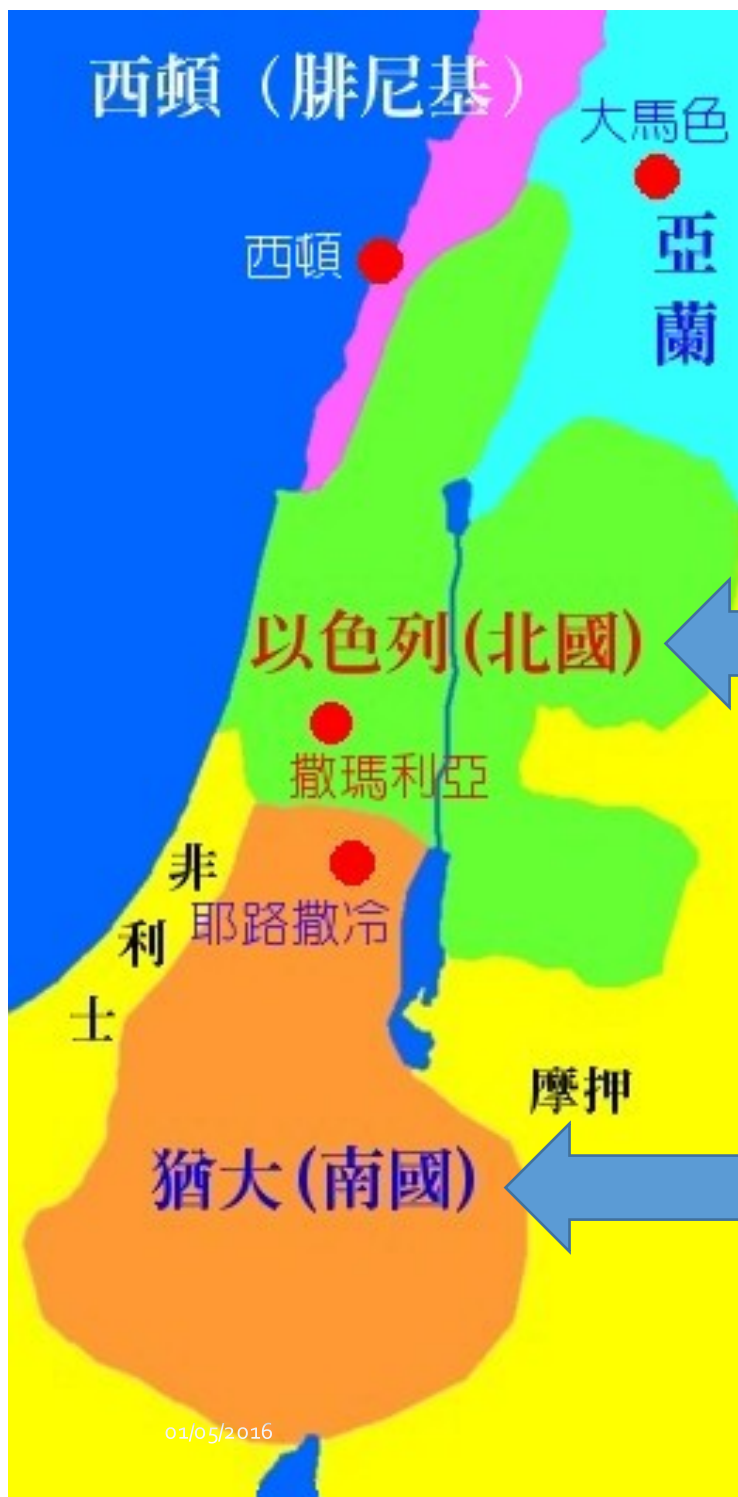 西頓（腓尼基）
大馬色
西頓
亞
蘭
以色列(北國)
撒瑪利亞
非
利
士
耶路撒冷
摩押
猶大(南國)
01/05/2016